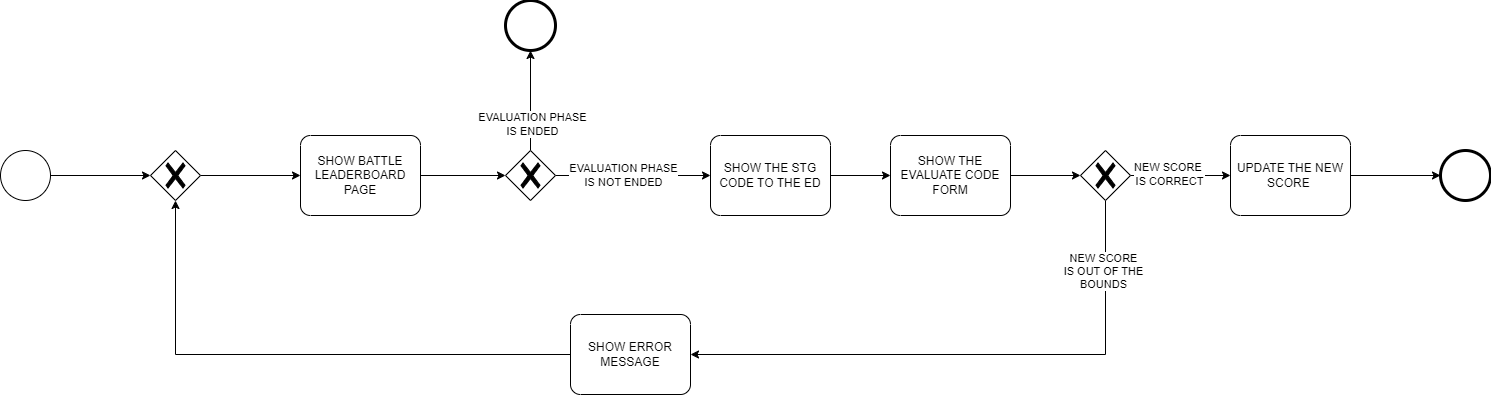 EVALUATION PHASE
IS ENDED
SHOW BATTLE
LEADERBOARD
PAGE
EVALUATION PHASE
IS NOT ENDED
SHOW THE STG
CODE TO THE ED
SHOW THE
EVALUATE CODE
FORM
NEW SCORE
IS CORRECT
UPDATE THE NEW
SCORE
NEW SCORE
IS OUT OF THE
BOUNDS
SHOW ERROR
MESSAGE